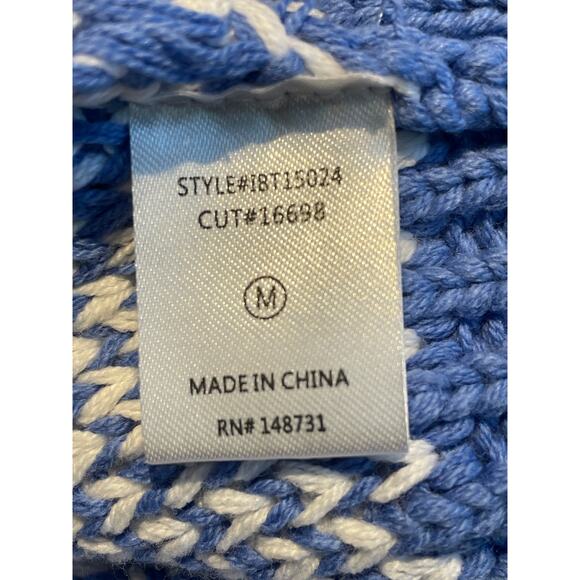 STYLE#IBT15024
CUT#16698
M
MADE IN CHINA
RN# 148731